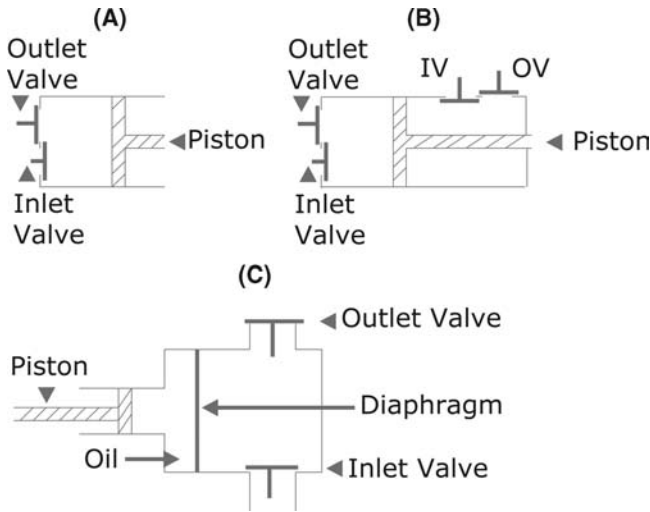 (A)
Outlet
Valve
Piston
Inlet
Valve
(B)
Outlet
Valve
IV
OV
Piston
Inlet
Valve
(C)
Outlet Valve
Piston
Diaphragm
Oil
Inlet Valve